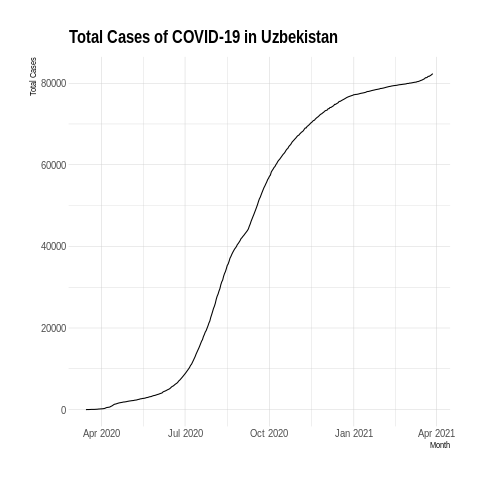 Total Cases of COVID-19 in Uzbekistan
Total Cases
80000
60000
40000
20000
0
Apr 2020 Jul 2020 Oct 2020 Jan 2021 Apr 2021
Month